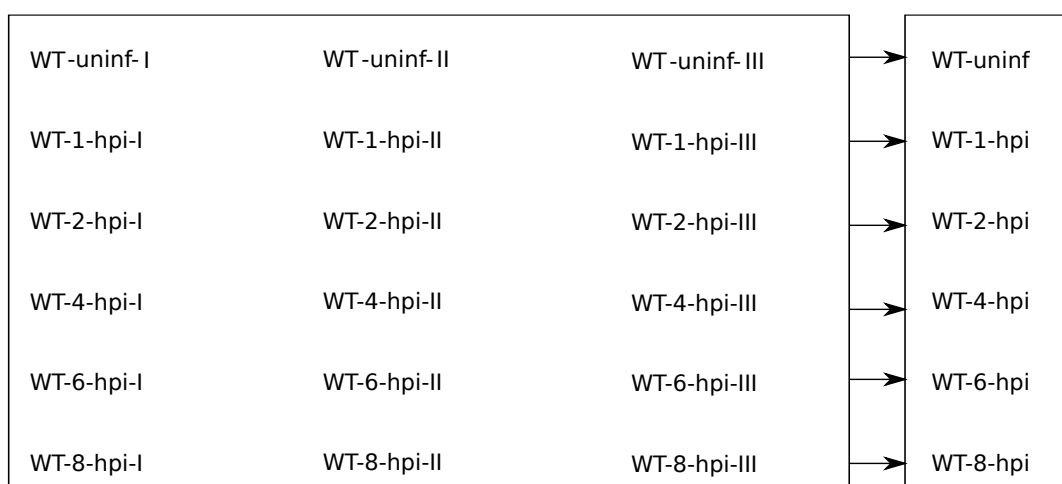 WT-uninf-I WT-uninf-II WT-uninf-III WT-uninf
WT-1-hpi-I WT-1-hpi-II WT-1-hpi-III WT-1-hpi
WT-2-hpi-I WT-2-hpi-II WT-2-hpi-III WT-2-hpi
WT-4-hpi-I WT-4-hpi-II WT-4-hpi-III WT-4-hpi
WT-6-hpi-I WT-6-hpi-II WT-6-hpi-III WT-6-hpi
WT-8-hpi-I WT-8-hpi-II WT-8-hpi-III WT-8-hpi